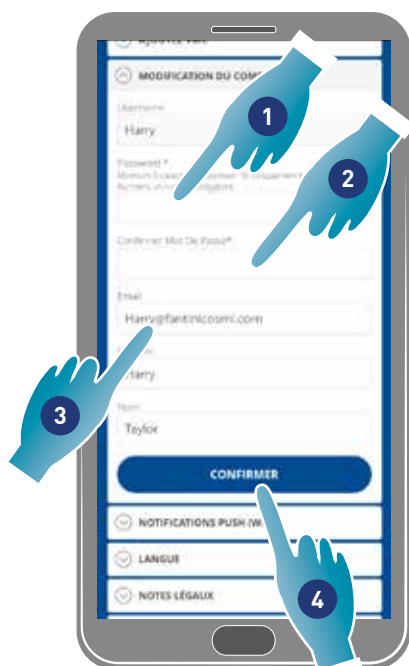 MODIFICATION DU COM
1
Username
Harry
Password *
2
Confirmer Mot De Passe*
Email
Harry@fantinicosmi.com
Harry
3
Nom
Taylor
CONFIRMER
NOTIFICATIONS PUSH (W
LANGUE
4
NOTES LÉGAUX